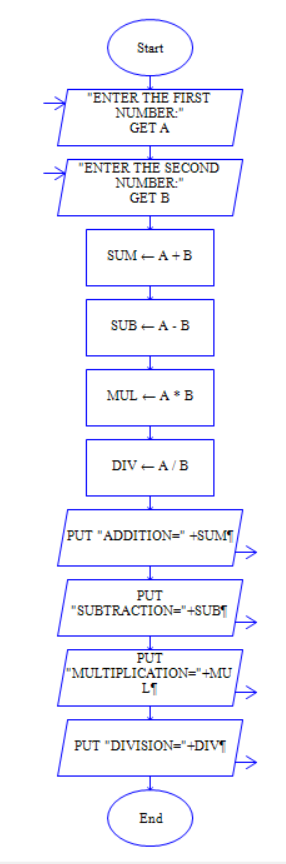 Start
"ENTER THE FIRST
NUMBER:"
GET A
"ENTER THE SECOND
NUMBER:"
GET B
SUM ← A + B
SUB ← A - B
MUL ← A * B
DIV ← A / B
PUT "ADDITION=" +SUM¶
PUT
"SUBTRACTION="+SUB¶
PUT
"MULTIPLICATION="+MU
L¶
PUT "DIVISION="+DIV¶
End